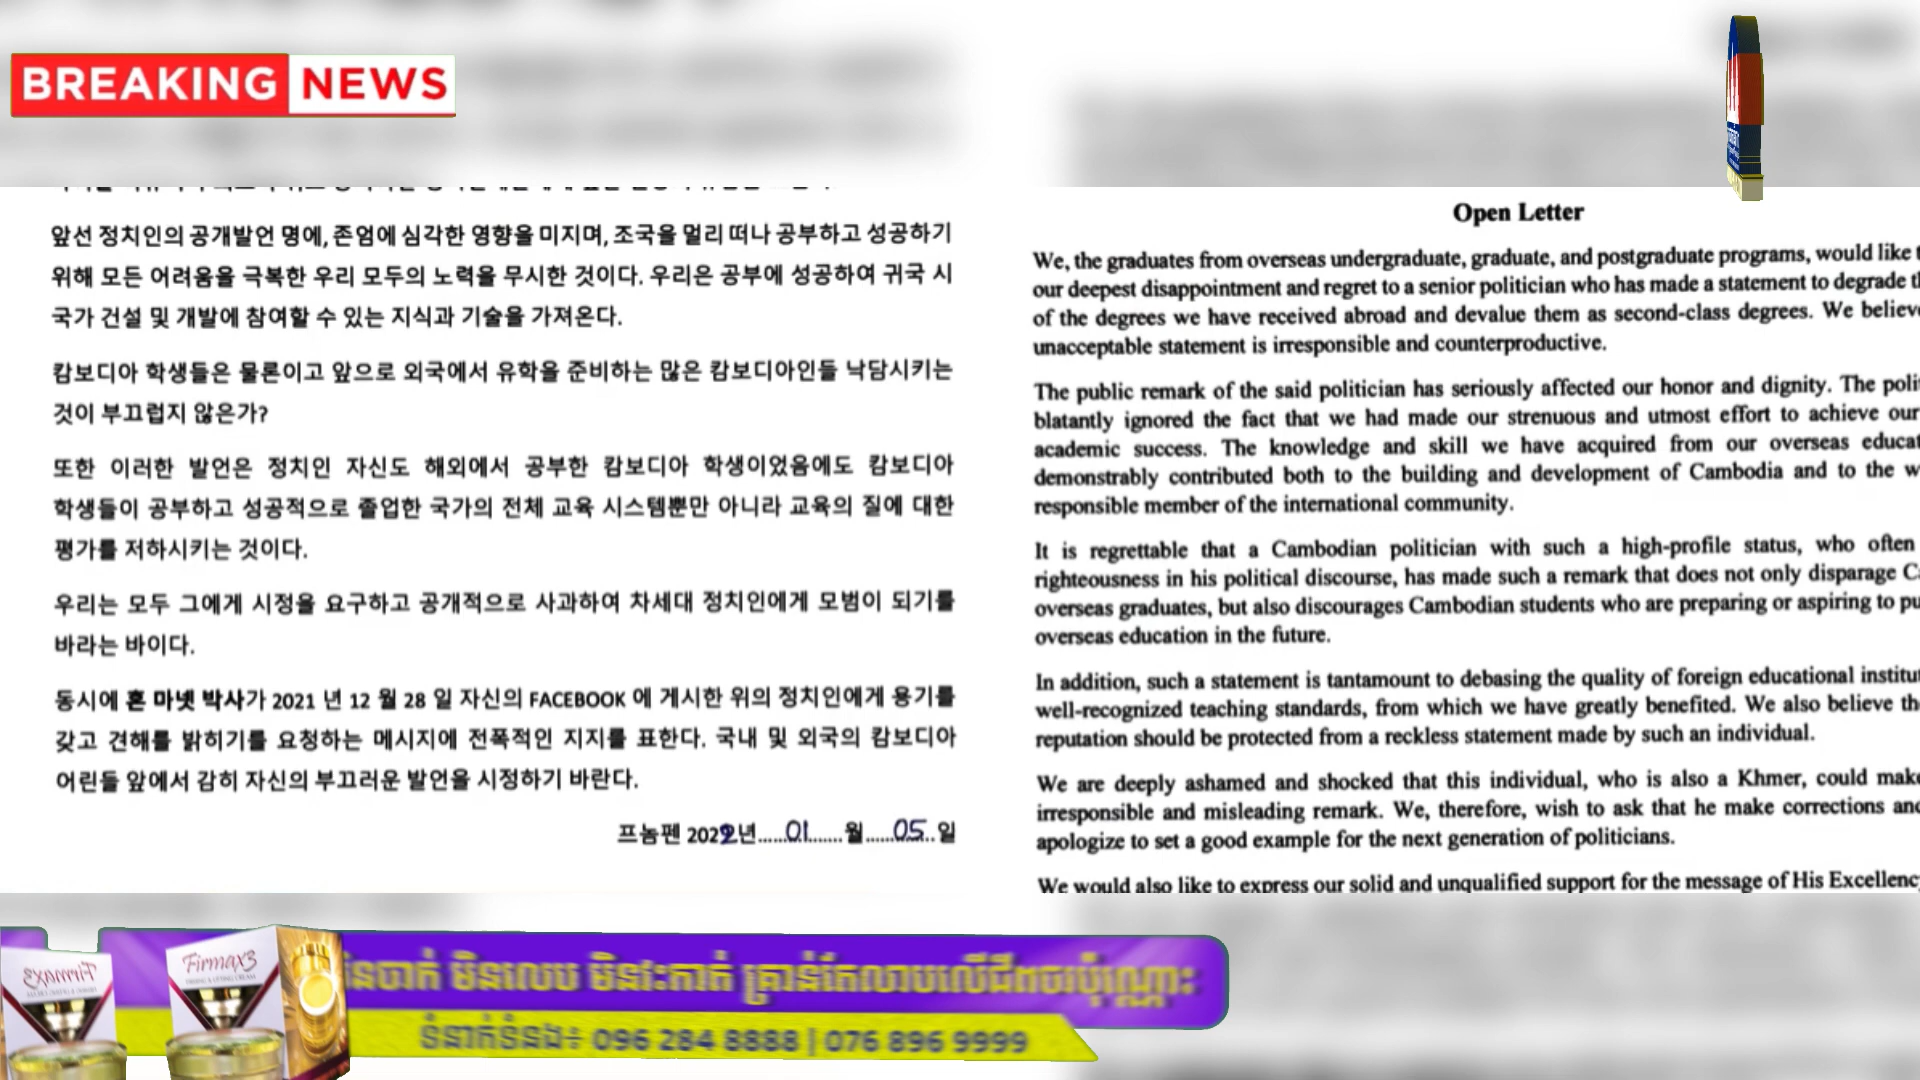 BREAKING NEWS
앞선 정치인의 공개발언 명에, 존엄에 심각한 영향을 미지며, 조국을 멀리 떠나 공부하고 성공하기
위해 모든 어려움을 극복한 우리 모두의 노력을 무시한 것이다. 우리은 공부에 성공하여 귀국 시
국가 건설 및 개발에 참여할 수 있는 지식과 기술을 가져온다.
캄보디아 학생들은 물론이고 앞으로 외국에서 유학을 준비하는 많은 캄보디아인들 낙담시키는
것이 부끄럽지 않은가?
또한 이러한 발언은 정치인 자신도 해외에서 공부한 캄보디아 학생이었음에도 캄보디아
학생들이 공부하고 성공적으로 졸업한 국가의 전체 교육 시스템뿐만 아니라 교육의 질에 대한
평가를 저하시키는 것이다.
우리는 모두 그에게 시정을 요구하고 공개적으로 사과하여 차세대 정치인에게 모범이 되기를
바라는 바이다.
동시에 훈 마넷 박사가 2021 년 12 월 28 일 자신의 FACEBOOK 에 게시한 위의 정치인에게 용기를
갖고 견해를 밝히기를 요청하는 메시지에 전폭적인 지지를 표한다. 국내 및 외국의 캄보디아
어린들 앞에서 감히 자신의 부끄러운 발언을 시정하기 바란다.
프놈펜 2022년......01.......월......05..일
Open Letter
We, the graduates from overseas undergraduate, graduate, and postgraduate programs, would like
our deepest disappointment and regret to a senior politician who has made a statement to degrade
of the degrees we have received abroad and devalue them as second-class degrees. We
unacceptable statement is irresponsible and counterproductive.
The public remark of the said politician has seriously affected our honor and dignity. The
blatantly ignored the fact that we had made our strenuous and utmost effort to achieve our
academic success. The knowledge and skill we have acquired from our overseas
demonstrably contributed both to the building and development of Cambodia and to the
responsible member of the international community.
It is regrettable that a Cambodian politician with such a high-profile status, who often
righteousness in his political discourse, has made such a remark that does not only disparage
overseas graduates, but also discourages Cambodian students who are preparing or aspiring to
overseas education in the future.
In addition, such a statement is tantamount to debasing the quality of foreign educational
well-recognized teaching standards, from which we have greatly benefited. We also believe
reputation should be protected from a reckless statement made by such an individual.
We are deeply ashamed and shocked that this individual, who is also a Khmer, could
irresponsible and misleading remark. We, therefore, wish to ask that he make corrections
apologize to set a good example for the next generation of politicians.
We would also like to express our solid and unqualified support for the message of His
Firmax3
ទំនាក់ទំនង៖ 096 284 8888 | 076 896 9999